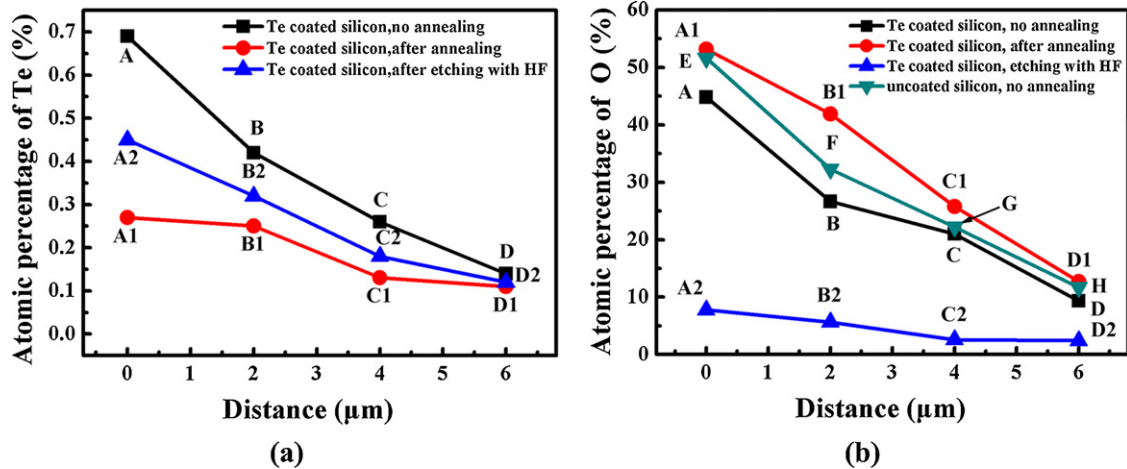 Atomic percentage of Te (%)
0.7
0.6
0.5
0.4
0.3
0.2
0.1
0.0
Te coated silicon,no annealing
Te coated silicon,after annealing
Te coated silicon,after etching with HF
A
B
C
D
A2
B2
C2
D2
A1
B1
C1
D1
0 1 2 3 4 5 6
Distance (μm)
(a)
Atomic percentage of O (%)
60
50
40
30
20
10
0
Te coated silicon, no annealing
Te coated silicon, after annealing
Te coated silicon, etching with HF
uncoated silicon, no annealing
A1
B1
C1
D1
E
F
G
H
A
B
C
D
A2
B2
C2
D2
0 1 2 3 4 5 6
Distance (μm)
(b)